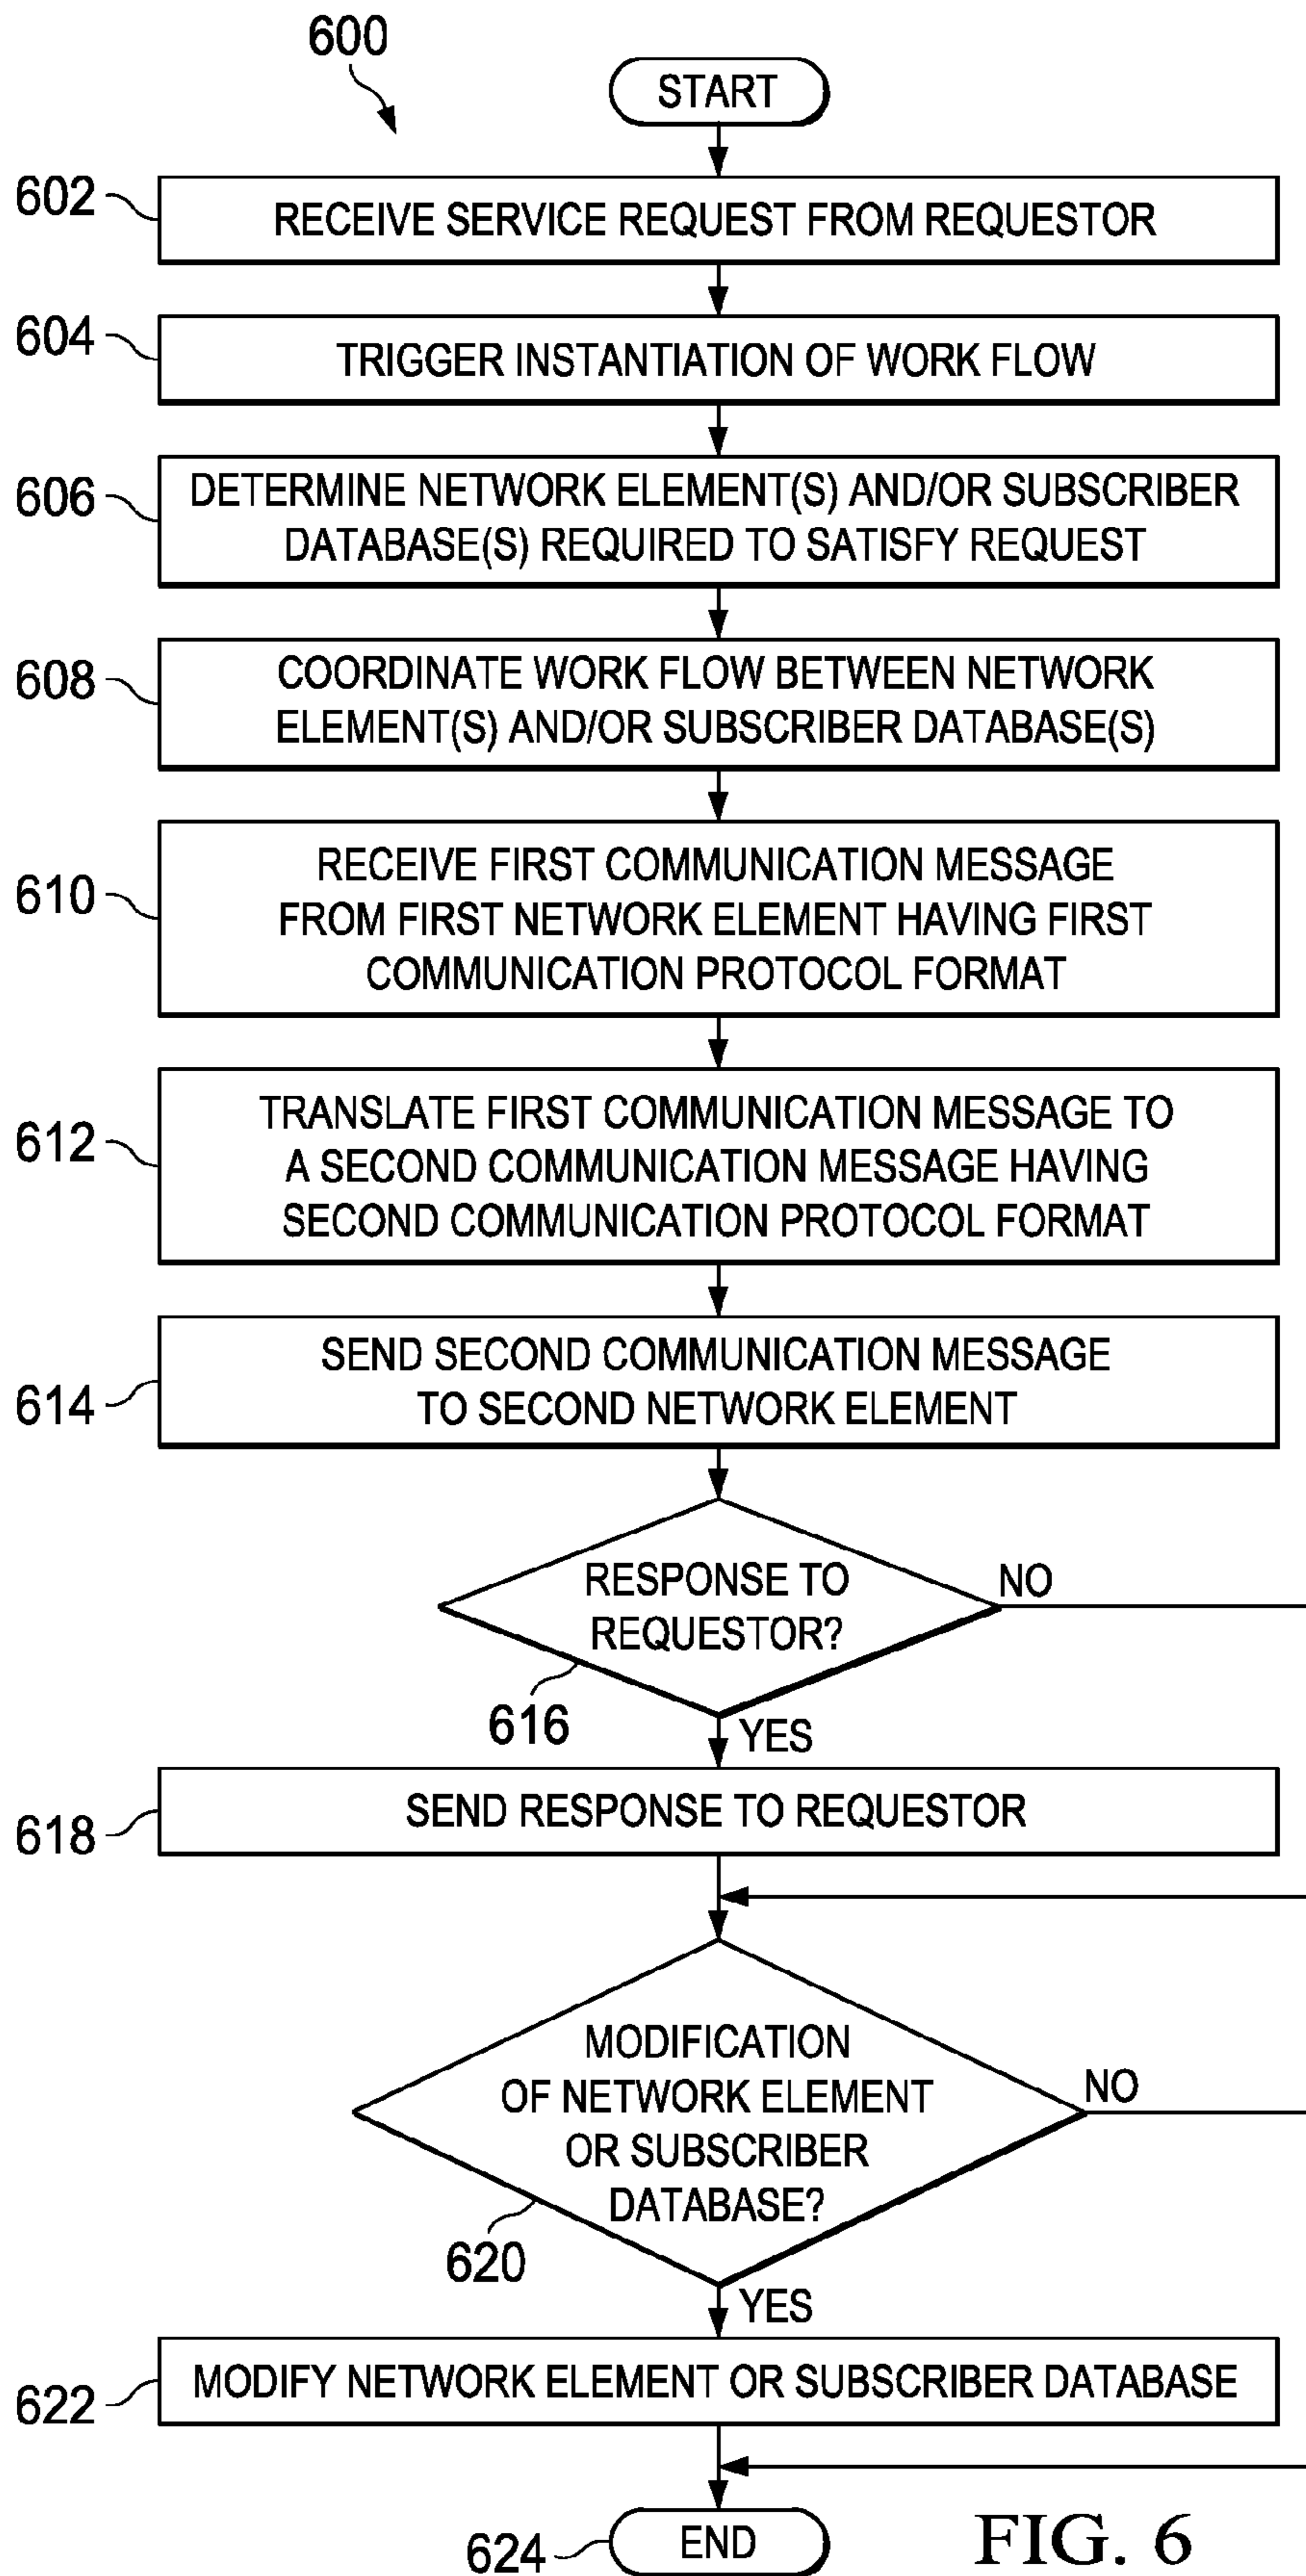 600
START
602
RECEIVE SERVICE REQUEST FROM REQUESTOR
604
TRIGGER INSTANTIATION OF WORK FLOW
606
DETERMINE NETWORK ELEMENT(S) AND/OR SUBSCRIBER
DATABASE(S) REQUIRED TO SATISFY REQUEST
608
COORDINATE WORK FLOW BETWEEN NETWORK
ELEMENT(S) AND/OR SUBSCRIBER DATABASE(S)
610
RECEIVE FIRST COMMUNICATION MESSAGE
FROM FIRST NETWORK ELEMENT HAVING FIRST
COMMUNICATION PROTOCOL FORMAT
612
TRANSLATE FIRST COMMUNICATION MESSAGE TO
A SECOND COMMUNICATION MESSAGE HAVING
SECOND COMMUNICATION PROTOCOL FORMAT
614
SEND SECOND COMMUNICATION MESSAGE
TO SECOND NETWORK ELEMENT
RESPONSE TO
REQUESTOR?
NO
616
YES
618
SEND RESPONSE TO REQUESTOR
MODIFICATION
OF NETWORK ELEMENT
OR SUBSCRIBER
DATABASE?
NO
620
YES
622
MODIFY NETWORK ELEMENT OR SUBSCRIBER DATABASE
624
END
FIG. 6